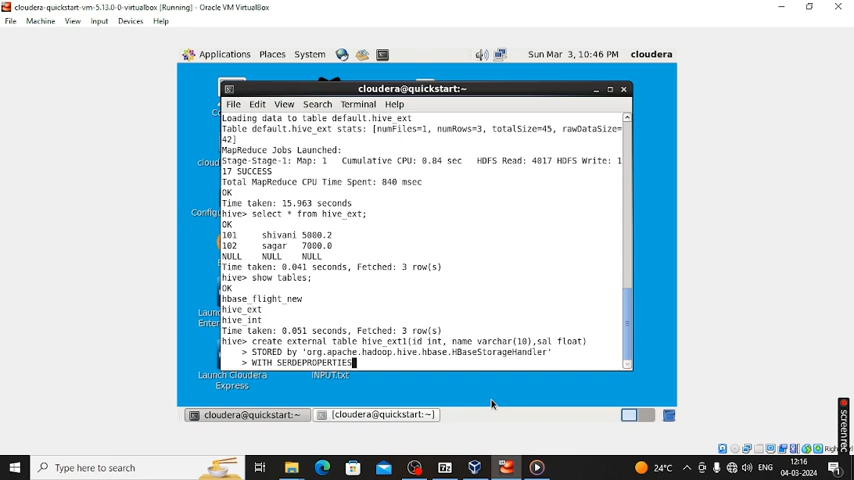 cloudera-quickstart-vm-5.13.0-0-virtualbox [Running] - Oracle VM VirtualBox
File Machine View Input Devices Help
Applications Places System Sun Mar 3, 10:46 PM cloudera
cloudera@quickstart:~
File Edit View Search Terminal Help
Loading data to table default.hive_ext
Table default.hive_ext stats: [numFiles=1, numRows=3, totalSize=45, rawDataSize=
42]
MapReduce Jobs Launched:
Stage-Stage-1: Map: 1 Cumulative CPU: 0.84 sec HDFS Read: 4017 HDFS Write: 1
17 SUCCESS
Total MapReduce CPU Time Spent: 840 msec
OK
Time taken: 15.963 seconds
hive> select * from hive_ext;
OK
101 shivani 5000.2
102 sagar 7000.0
NULL NULL NULL
Time taken: 0.041 seconds, Fetched: 3 row(s)
hive> show tables;
OK
hbase_flight_new
hive_ext
hive_int
Time taken: 0.051 seconds, Fetched: 3 row(s)
hive> create external table hive_ext1(id int, name varchar(10),sal float)
> STORED by 'org.apache.hadoop.hive.hbase.HBaseStorageHandler'
> WITH SERDEPROPERTIES
Launch Cloudera
Express
INPUT.txt
cloudera@quickstart:~ [cloudera@quickstart:~]
screenrec
Type here to search
24°C ENG 12:16
04-03-2024